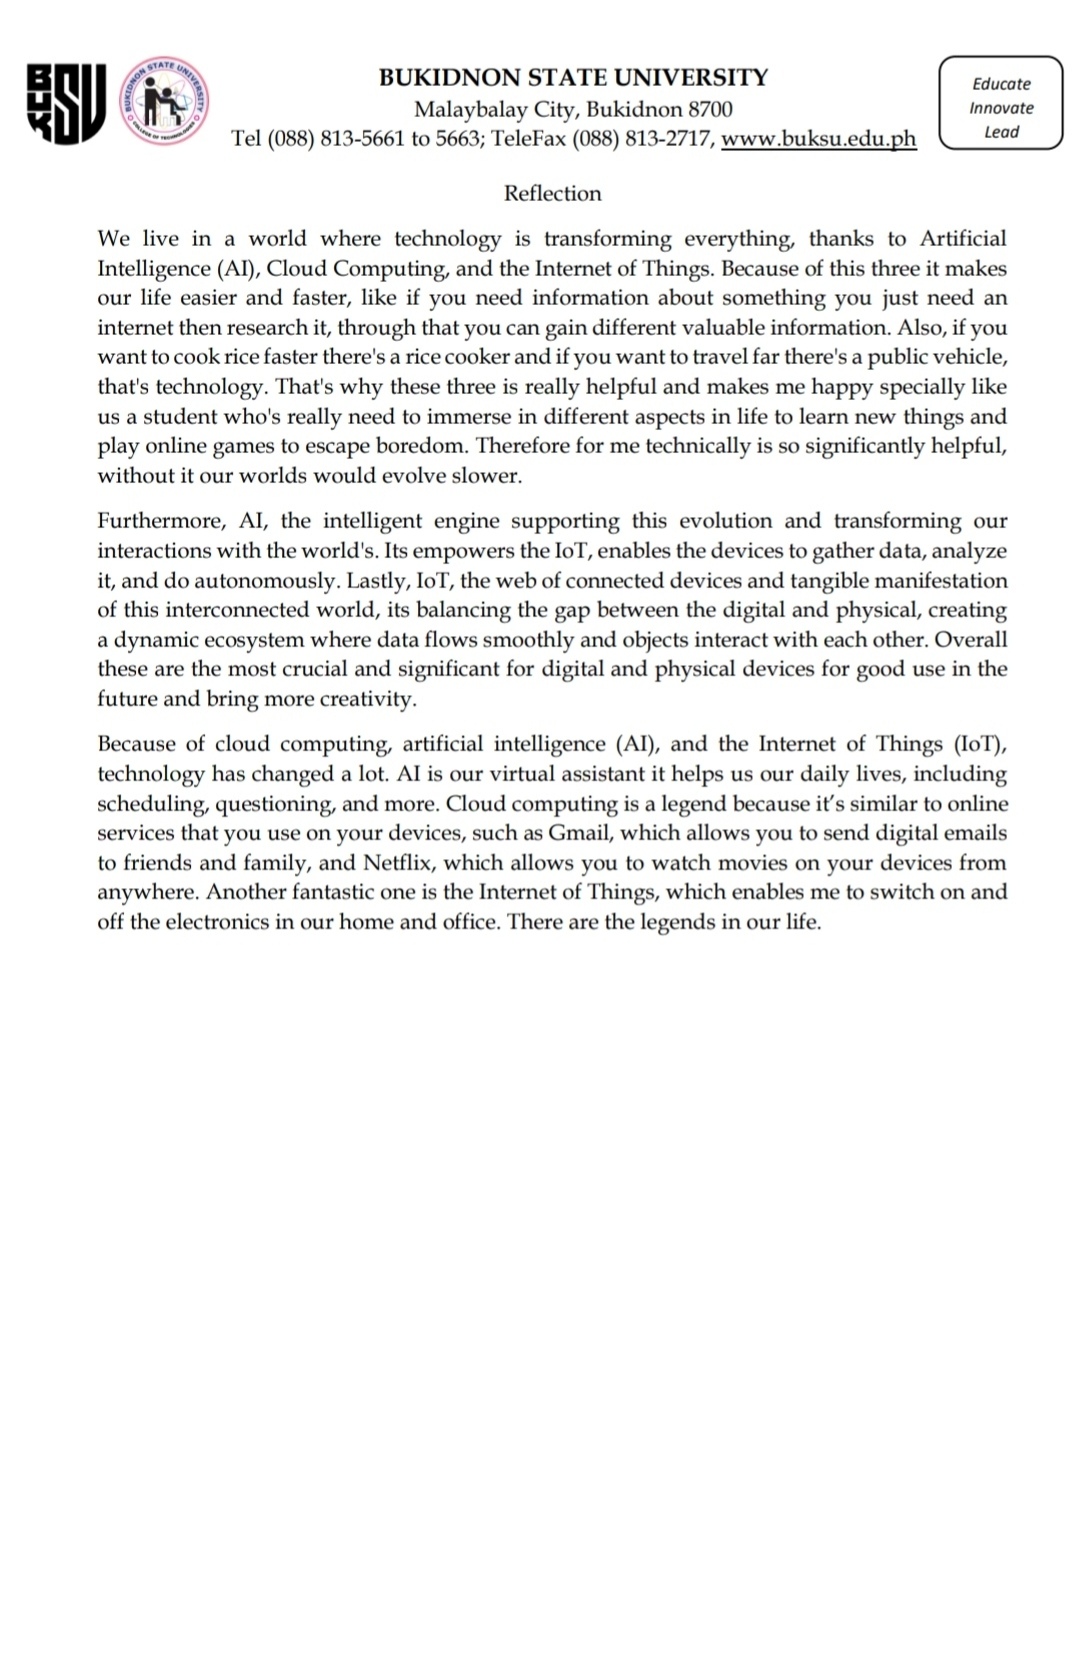 BUKSU
BUKIDNON STATE UNIVERSITY
COLLEGE OF TECHNOLOGIES
BUKIDNON STATE UNIVERSITY
Malaybalay City, Bukidnon 8700
Tel (088) 813-5661 to 5663; TeleFax (088) 813-2717, www.buksu.edu.ph
Educate
Innovate
Lead
Reflection
We live in a world where technology is transforming everything, thanks to Artificial
Intelligence (AI), Cloud Computing, and the Internet of Things. Because of this three it makes
our life easier and faster, like if you need information about something you just need an
internet then research it, through that you can gain different valuable information. Also, if you
want to cook rice faster there's a rice cooker and if you want to travel far there's a public vehicle,
that's technology. That's why these three is really helpful and makes me happy specially like
us a student who's really need to immerse in different aspects in life to learn new things and
play online games to escape boredom. Therefore for me technically is so significantly helpful,
without it our worlds would evolve slower.
Furthermore, AI, the intelligent engine supporting this evolution and transforming our
interactions with the world's. Its empowers the IoT, enables the devices to gather data, analyze
it, and do autonomously. Lastly, IoT, the web of connected devices and tangible manifestation
of this interconnected world, its balancing the gap between the digital and physical, creating
a dynamic ecosystem where data flows smoothly and objects interact with each other. Overall
these are the most crucial and significant for digital and physical devices for good use in the
future and bring more creativity.
Because of cloud computing, artificial intelligence (AI), and the Internet of Things (IoT),
technology has changed a lot. AI is our virtual assistant it helps us our daily lives, including
scheduling, questioning, and more. Cloud computing is a legend because it’s similar to online
services that you use on your devices, such as Gmail, which allows you to send digital emails
to friends and family, and Netflix, which allows you to watch movies on your devices from
anywhere. Another fantastic one is the Internet of Things, which enables me to switch on and
off the electronics in our home and office. There are the legends in our life.